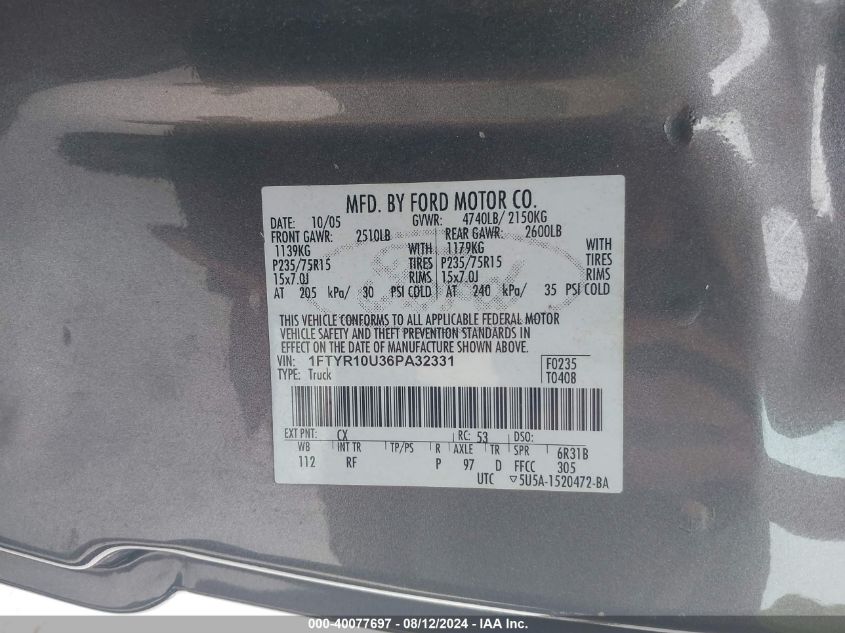 MFD. BY FORD MOTOR CO.
DATE: 10/05 GVWR: 4740LB/ 2150KG
FRONT GAWR: 2510LB REAR GAWR: 2600LB
1139KG WITH 1179KG WITH
P235/75R15 TIRES P235/75R15 TIRES
15x7.0J RIMS 15x7.0J RIMS
AT 205 kPa/ 30 PSI COLD AT 240 kPa/ 35 PSI COLD
Ford
THIS VEHICLE CONFORMS TO ALL APPLICABLE FEDERAL MOTOR
VEHICLE SAFETY AND THEFT PREVENTION STANDARDS IN
EFFECT ON THE DATE OF MANUFACTURE SHOWN ABOVE.
VIN: 1FTYR10U36PA32331 F0235
TYPE: Truck T0408
EXT PNT: CX RC: 53 DSO:
WB INT TR TP/PS R AXLE TR SPR 6R31B
112 RF P 97 D FFCC 305
UTC ▽5U5A-1520472-BA
000-40077697 - 08/12/2024 - IAA Inc.